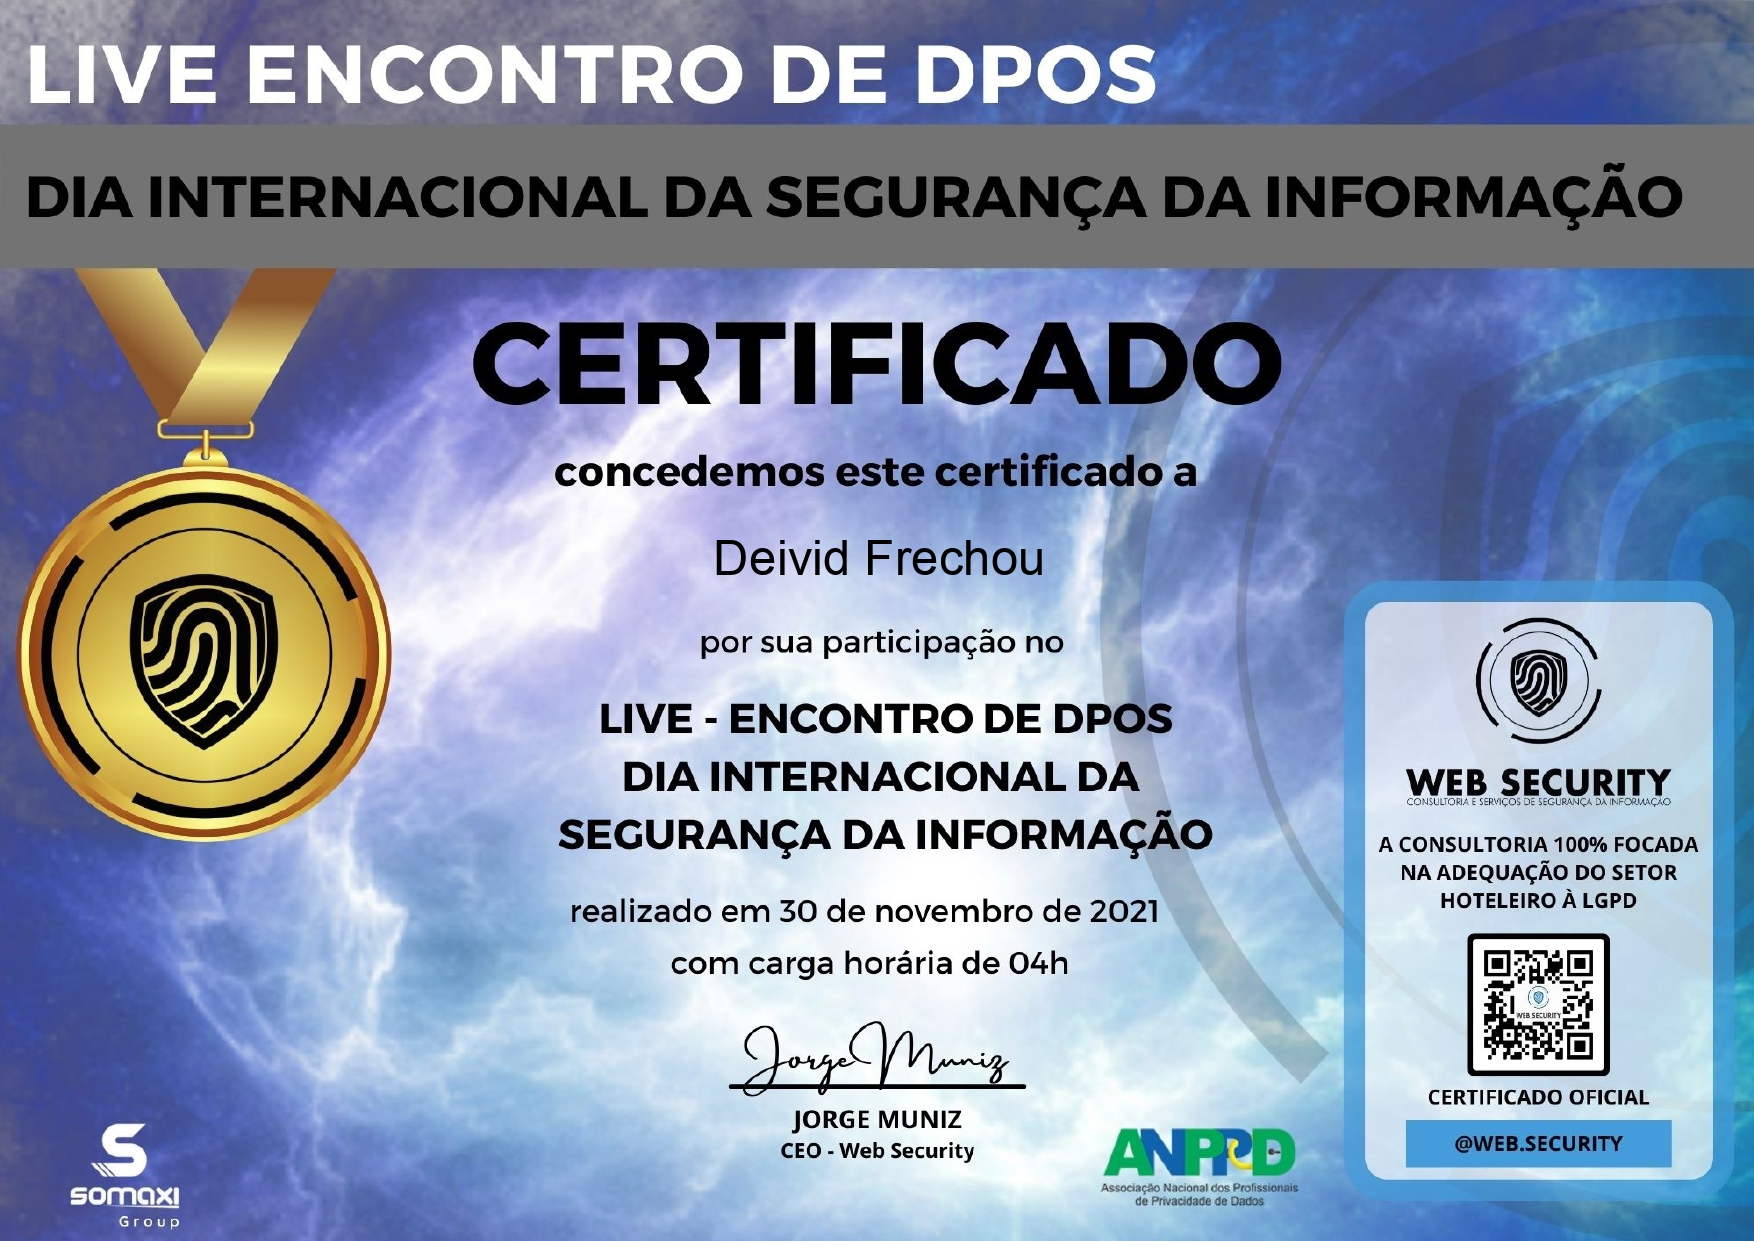 LIVE ENCONTRO DE DPOS
DIA INTERNACIONAL DA SEGURANÇA DA INFORMAÇÃO
CERTIFICADO
concedemos este certificado a
Deivid Frechou
por sua participação no
LIVE - ENCONTRO DE DPOS
DIA INTERNACIONAL DA
SEGURANÇA DA INFORMAÇÃO
realizado em 30 de novembro de 2021
com carga horária de 04h
Jorge Muniz
JORGE MUNIZ
CEO - Web Security
somaxi
Group
ANPPD
Associação Nacional dos Profissionais
de Privacidade de Dados
WEB SECURITY
CONSULTORIA E SERVIÇOS DE SEGURANÇA DA INFORMAÇÃO
A CONSULTORIA 100% FOCADA
NA ADEQUAÇÃO DO SETOR
HOTELEIRO À LGPD
WEB SECURITY
CERTIFICADO OFICIAL
@WEB.SECURITY